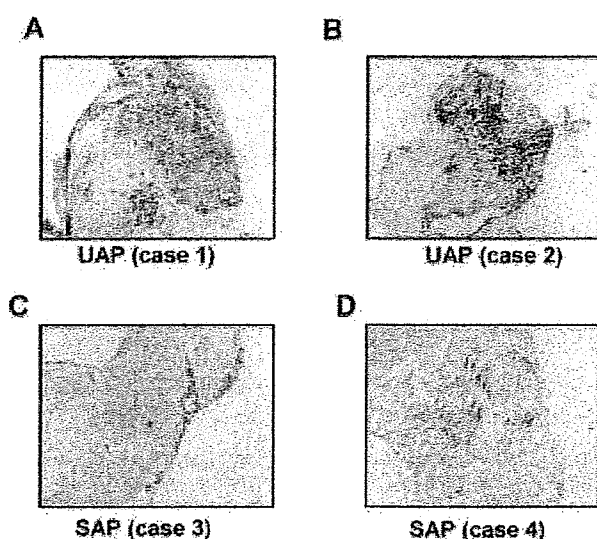 A
B
UAP (case 1)
UAP (case 2)
C
D
SAP (case 3)
SAP (case 4)